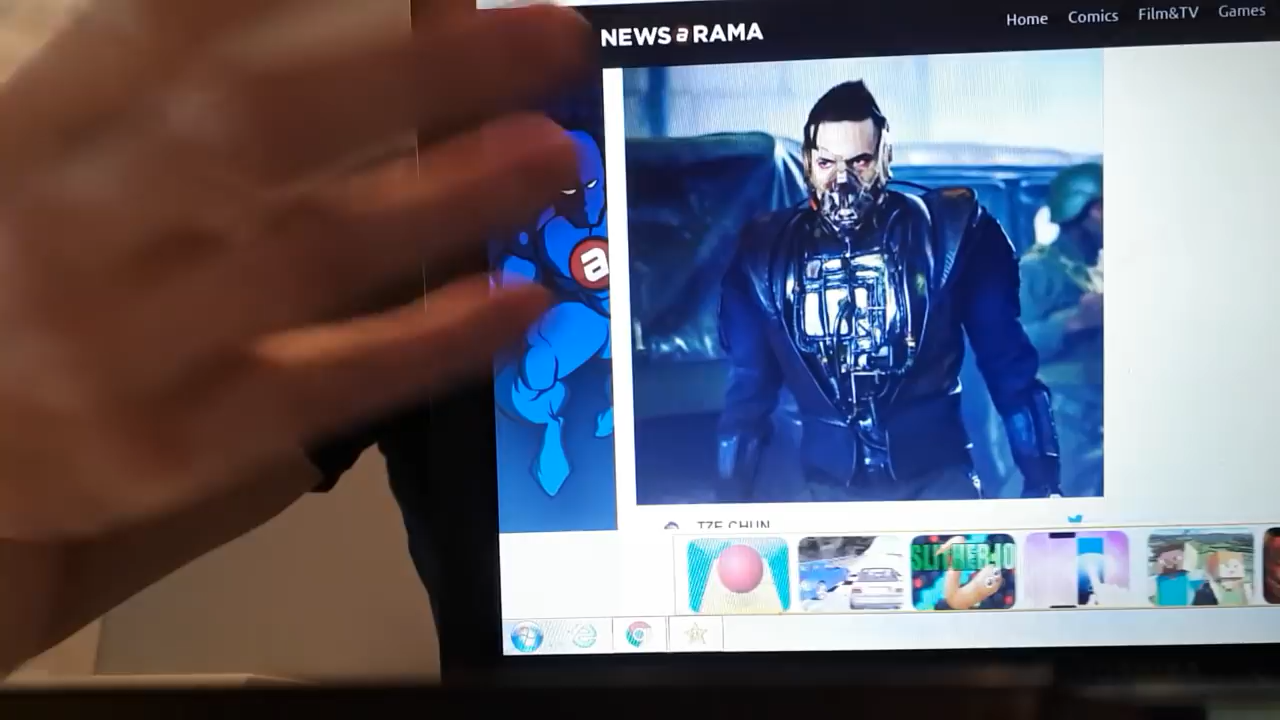 NEWSaRAMA
Home Comics Film&TV Games
a
TZE CHUN
SLITHER.IO